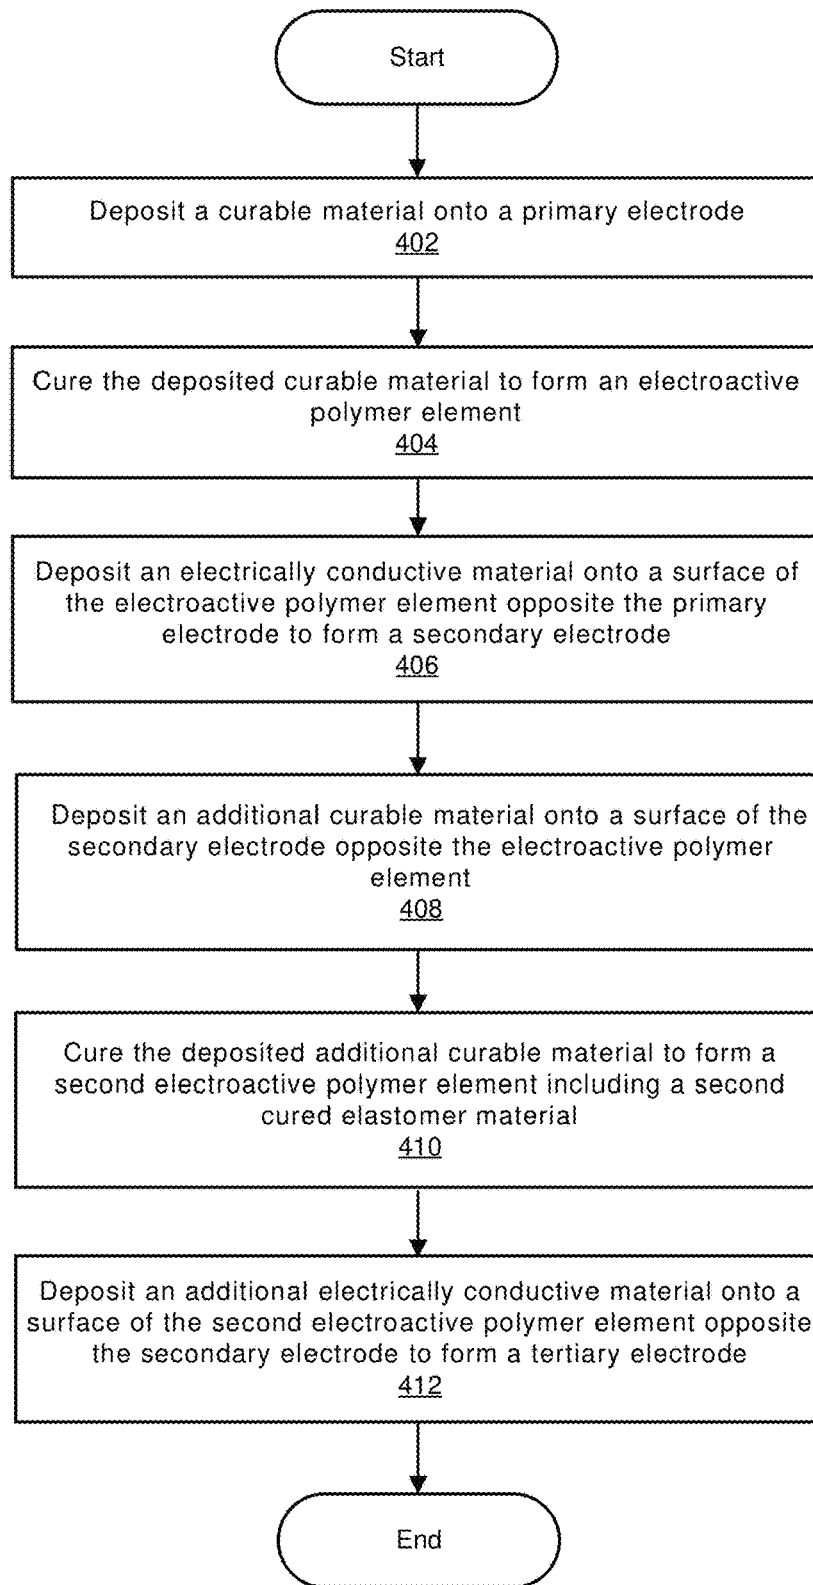 Start
Deposit a curable material onto a primary electrode
402
Cure the deposited curable material to form an electroactive
polymer element
404
Deposit an electrically conductive material onto a surface of
the electroactive polymer element opposite the primary
electrode to form a secondary electrode
406
Deposit an additional curable material onto a surface of the
secondary electrode opposite the electroactive polymer
element
408
Cure the deposited additional curable material to form a
second electroactive polymer element including a second
cured elastomer material
410
Deposit an additional electrically conductive material onto a
surface of the second electroactive polymer element opposite
the secondary electrode to form a tertiary electrode
412
End